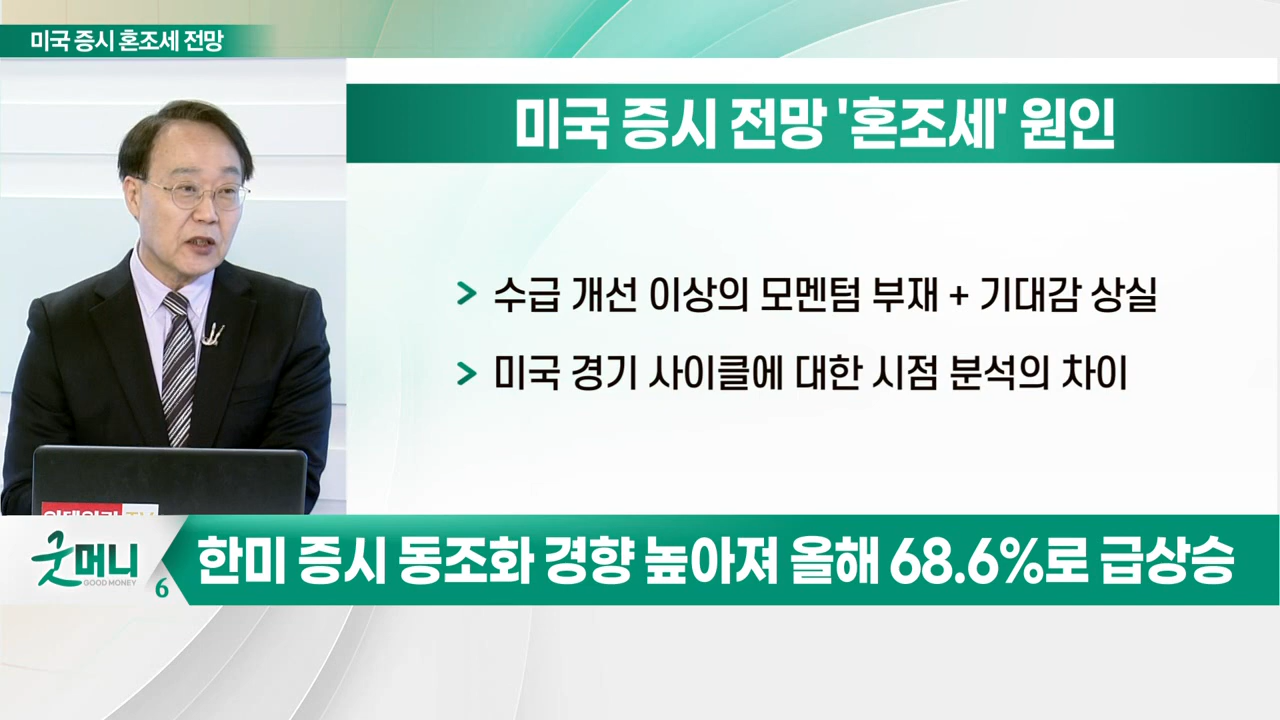 미국 증시 혼조세 전망
미국 증시 전망 '혼조세' 원인
> 수급 개선 이상의 모멘텀 부재 + 기대감 상실
> 미국 경기 사이클에 대한 시점 분석의 차이
굿머니
GOOD MONEY
6
한미 증시 동조화 경향 높아져 올해 68.6%로 급상승